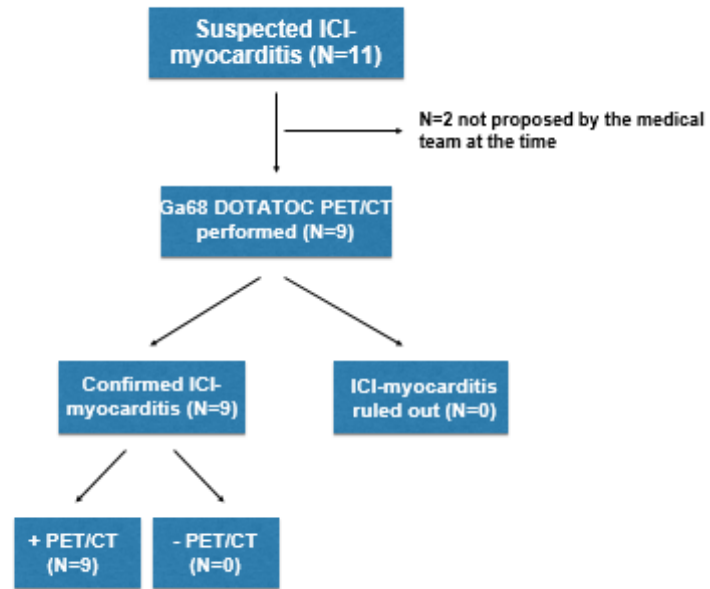 Suspected ICI-
myocarditis (N=11)
N=2 not proposed by the medical
team at the time
Ga68 DOTATOC PET/CT
performed (N=9)
Confirmed ICI-
myocarditis (N=9)
ICI-myocarditis
ruled out (N=0)
+ PET/CT
(N=9)
- PET/CT
(N=0)